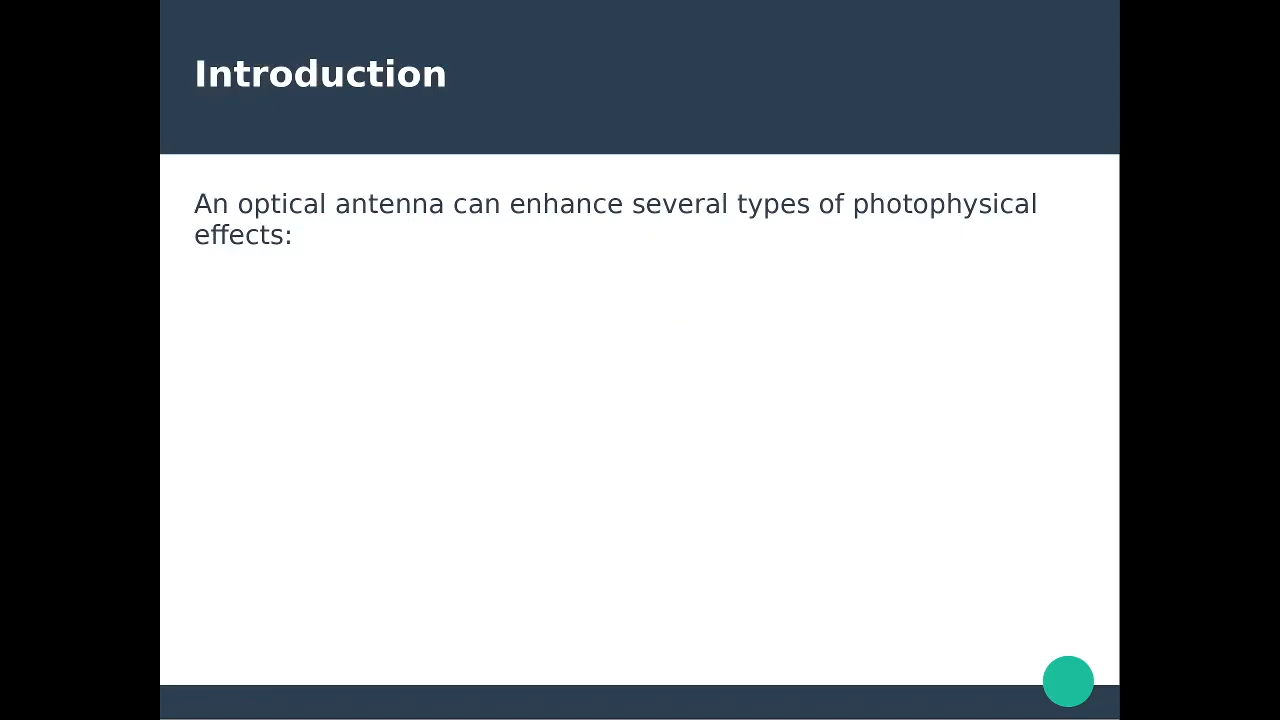 Introduction
An optical antenna can enhance several types of photophysical
effects: